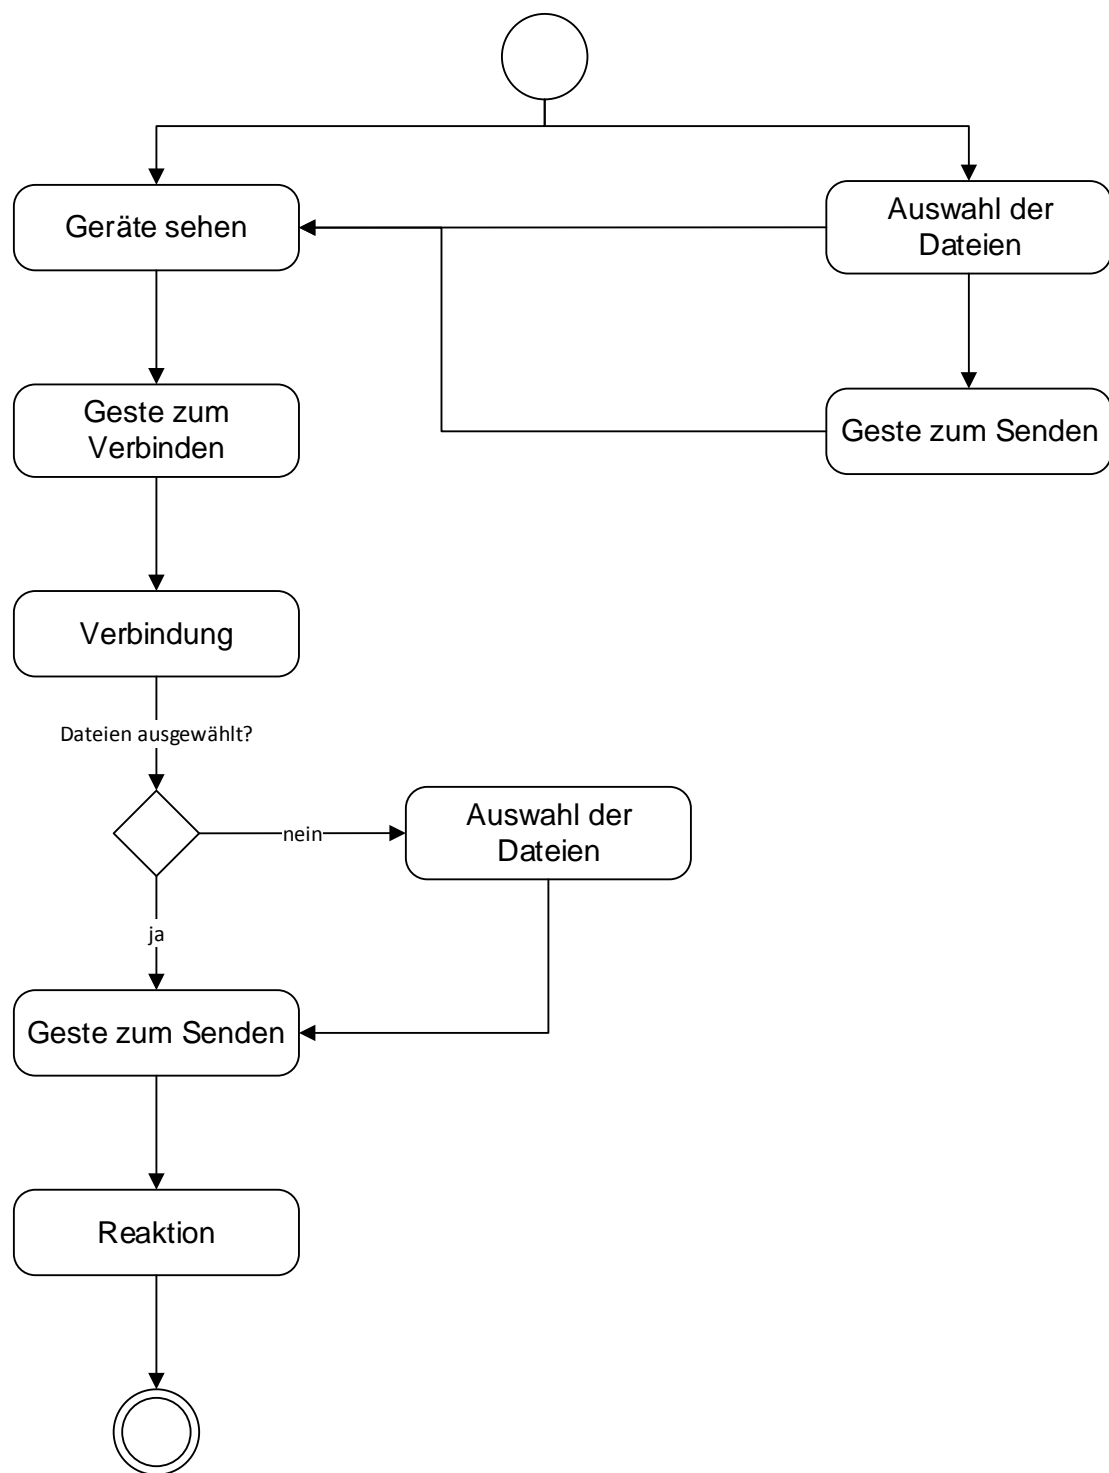 Geräte sehen
Auswahl der
Dateien
Geste zum
Verbinden
Geste zum Senden
Verbindung
Dateien ausgewählt?
nein
Auswahl der
Dateien
ja
Geste zum Senden
Reaktion